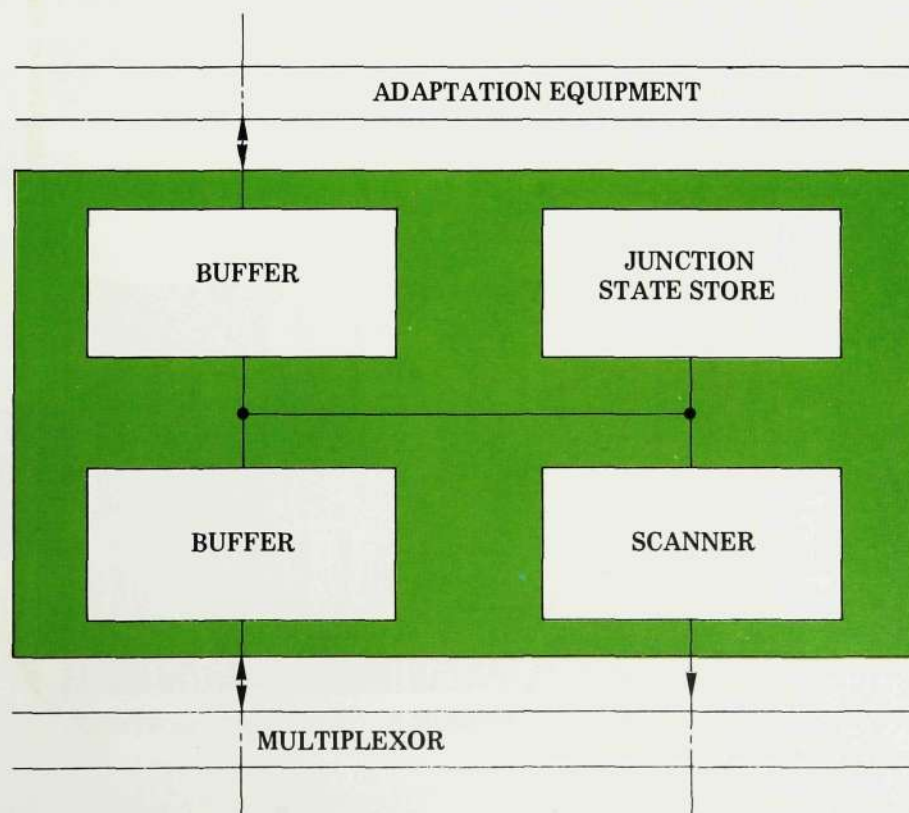 ADAPTATION EQUIPMENT
BUFFER
JUNCTION
STATE STORE
BUFFER
SCANNER
MULTIPLEXOR